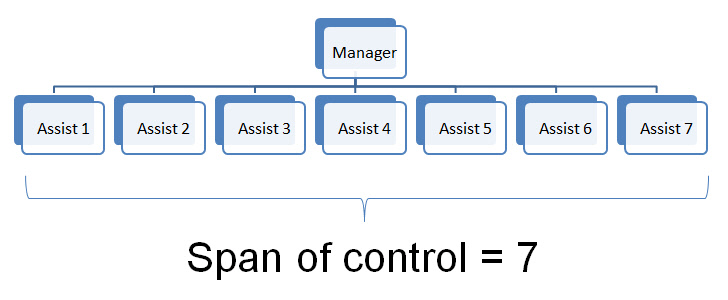 Manager
Assist 1 Assist 2 Assist 3 Assist 4 Assist 5 Assist 6 Assist 7
Span of control = 7